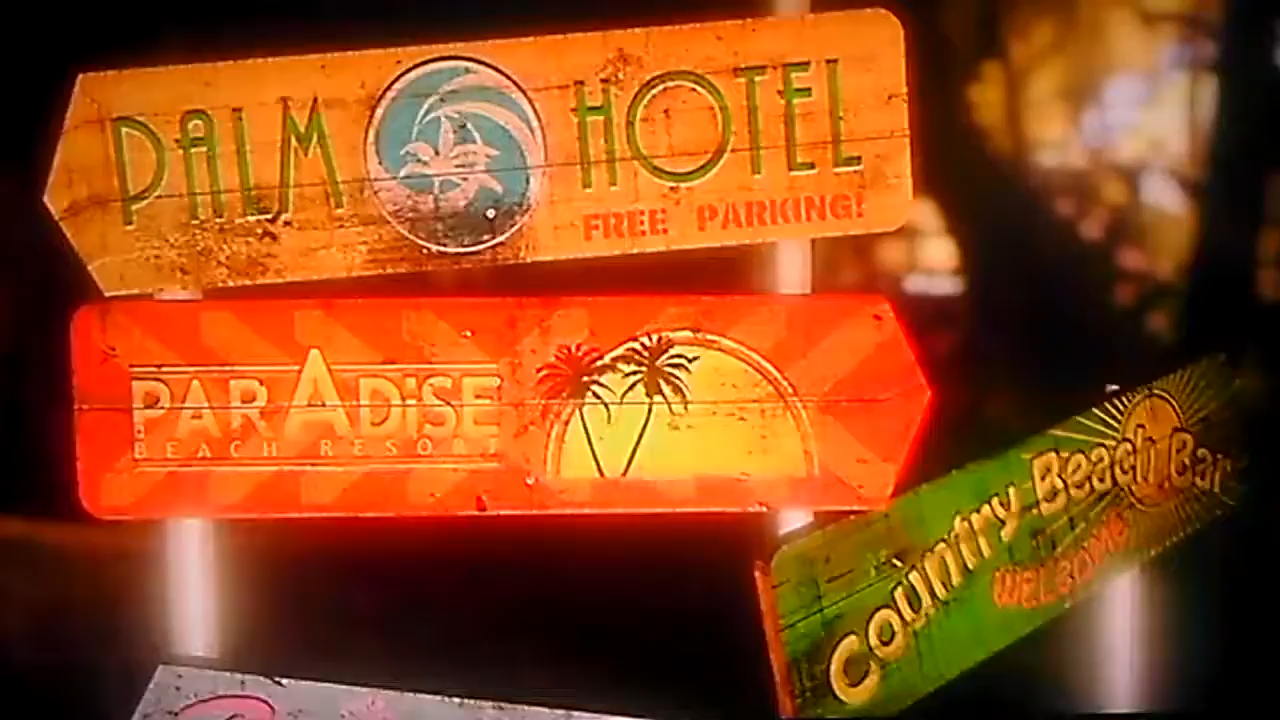 PALM HOTEL
FREE PARKING!
PARADiSE
BEACH RESORT
Country Beach Bar
WELCOME